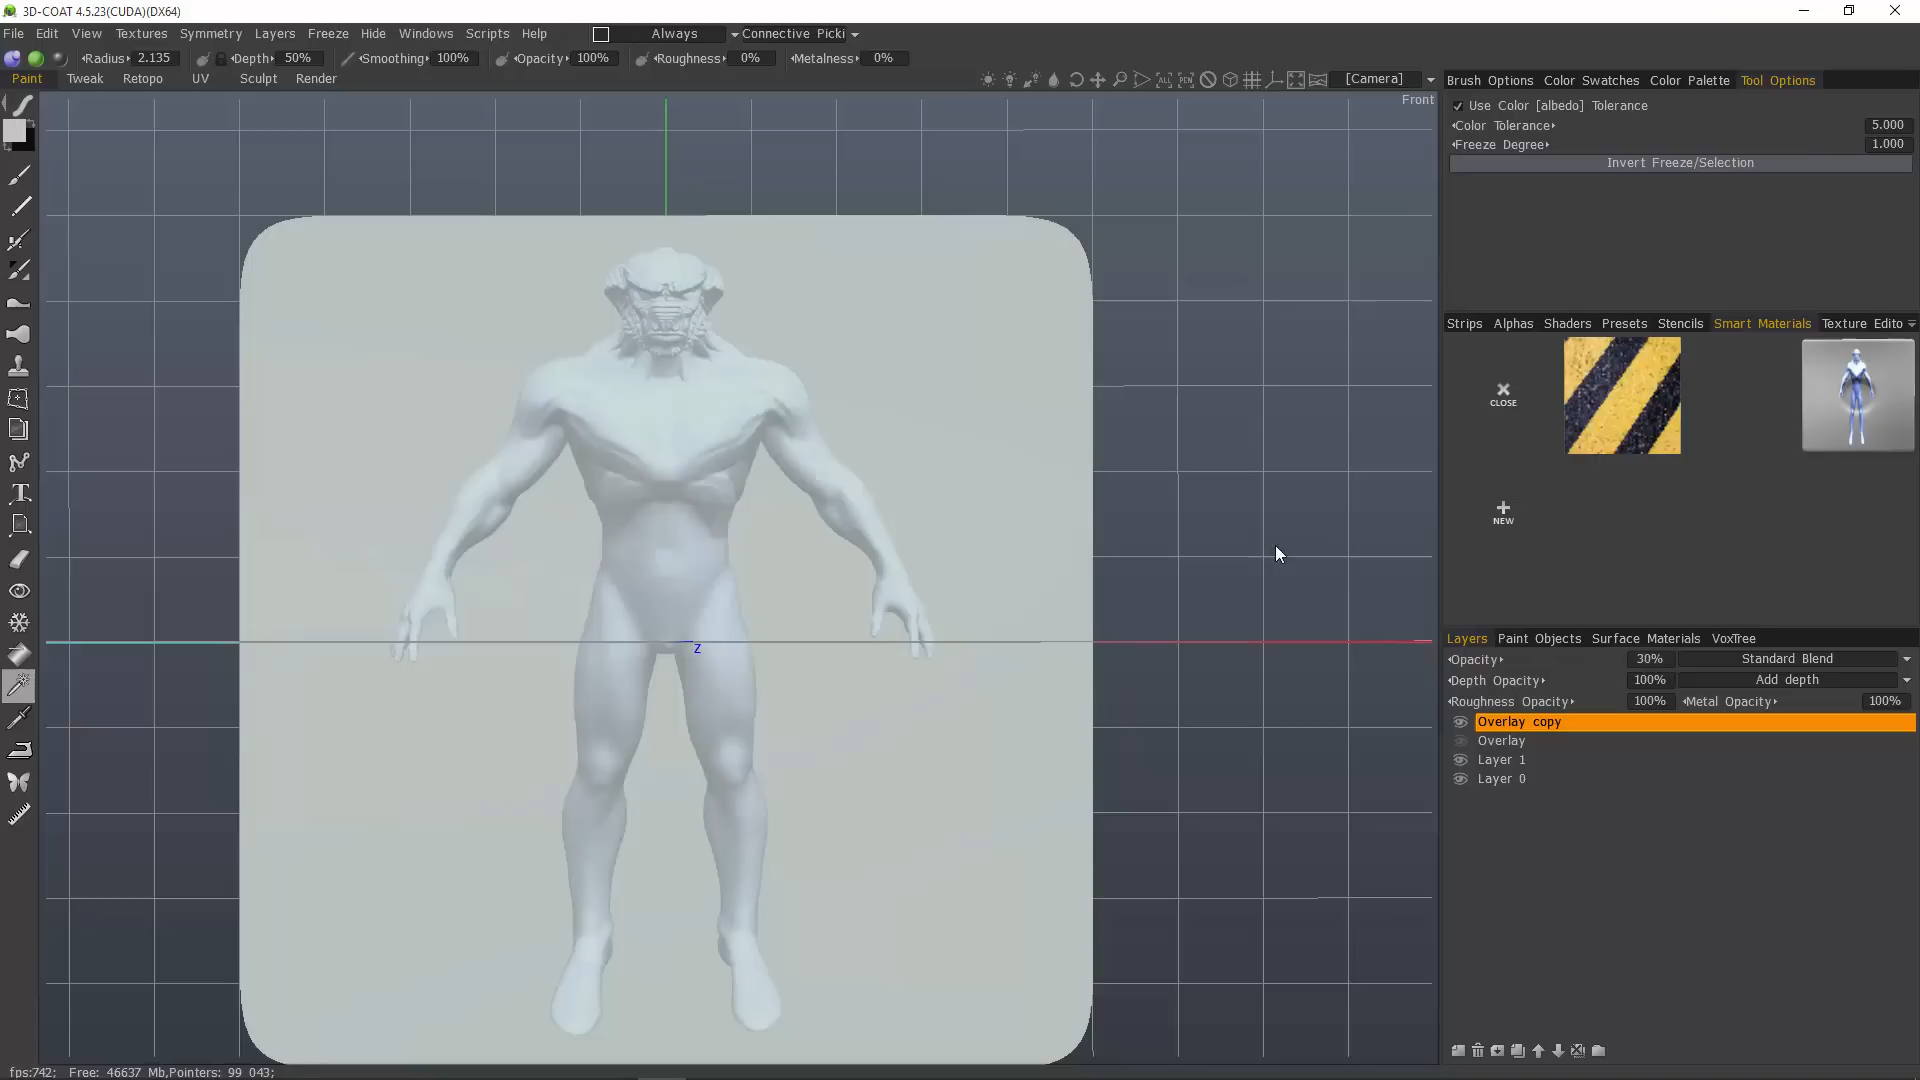 3D-COAT 4.5.23(CUDA)(DX64)
File Edit View Textures Symmetry Layers Freeze Hide Windows Scripts Help Always Connective Picki
Radius 2.135 Depth 50% Smoothing 100% Opacity 100% Roughness 0% Metalness 0%
Paint Tweak Retopo UV Sculpt Render [Camera]
Front
Z
Brush Options Color Swatches Color Palette Tool Options
Use Color [albedo] Tolerance
Color Tolerance 5.000
Freeze Degree 1.000
Invert Freeze/Selection
Strips Alphas Shaders Presets Stencils Smart Materials Texture Edito
CLOSE
NEW
Layers Paint Objects Surface Materials VoxTree
Opacity 30% Standard Blend
Depth Opacity 100% Add depth
Roughness Opacity 100% Metal Opacity 100%
Overlay copy
Overlay
Layer 1
Layer 0
fps:742; Free: 46637 Mb,Pointers: 99 043;